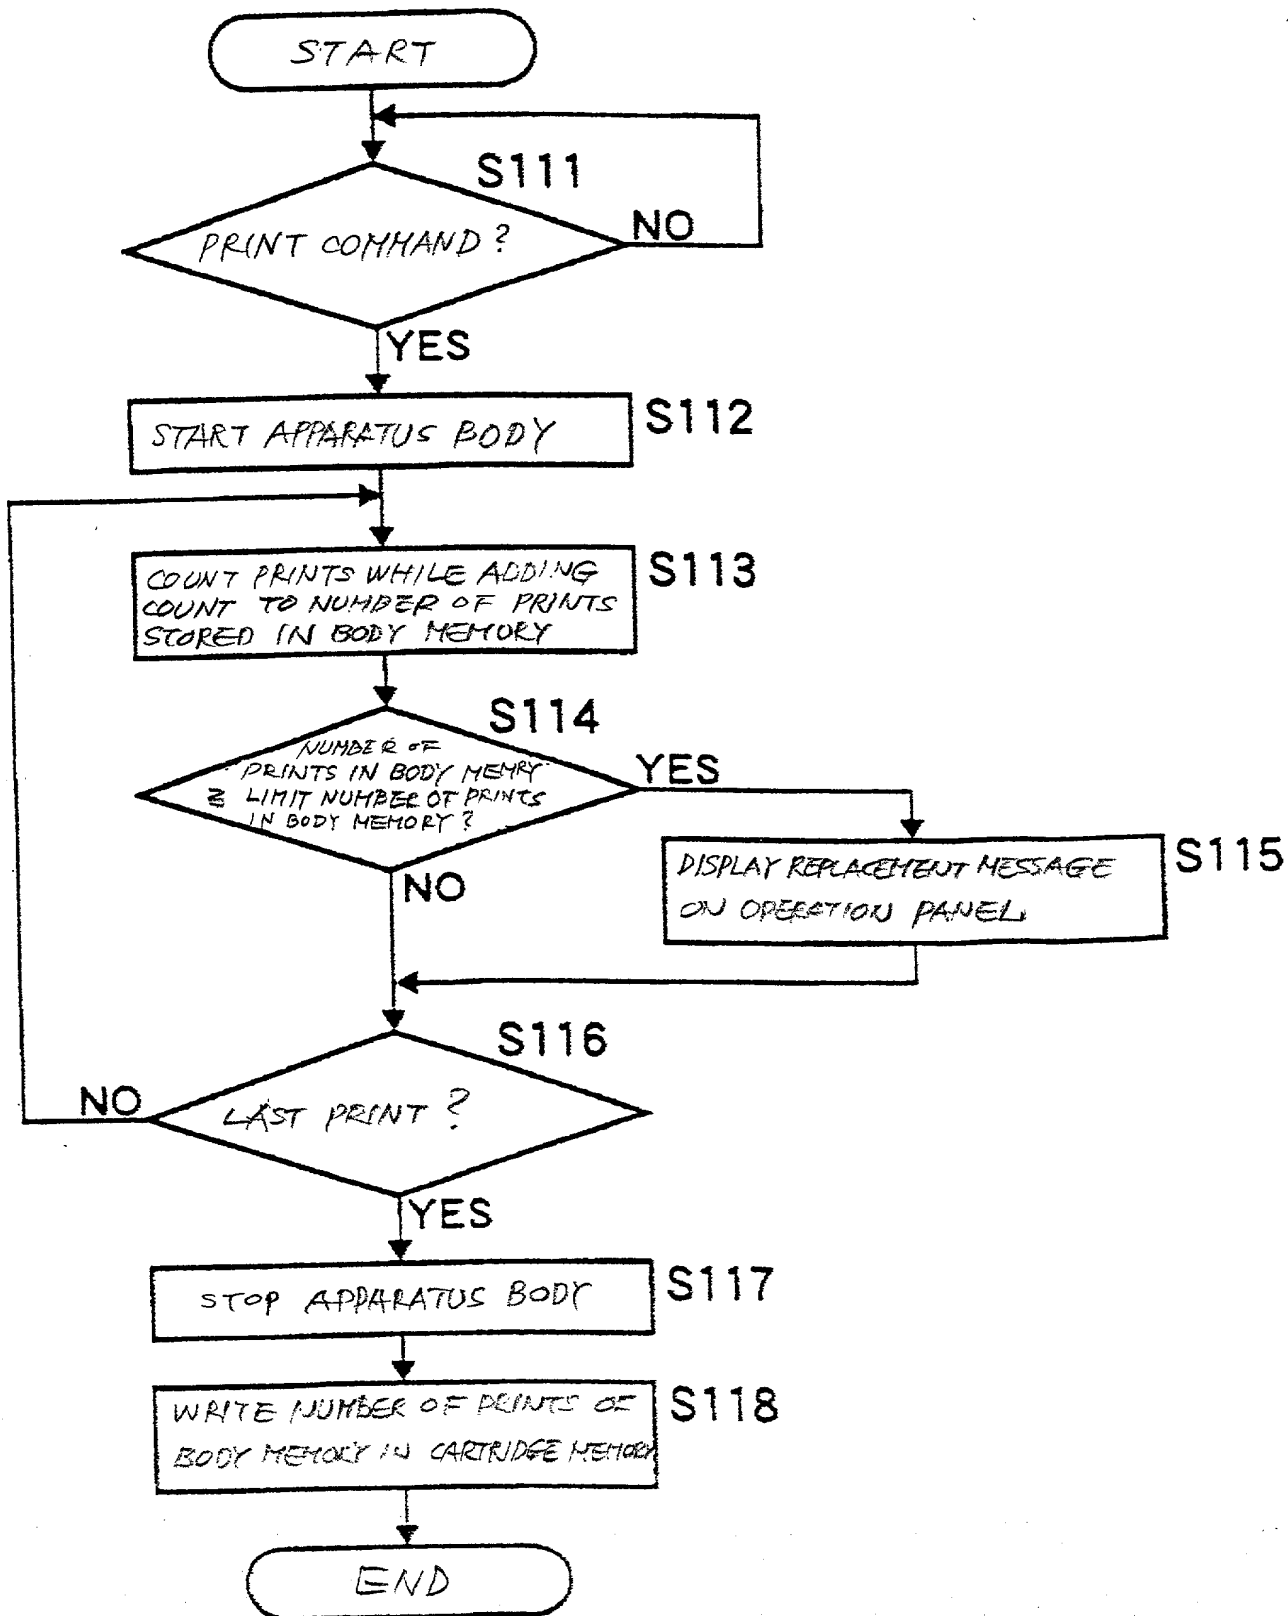 START
S111
PRINT COMMAND?
NO
YES
START APPARATUS BODY
S112
COUNT PRINTS WHILE ADDING
COUNT TO NUMBER OF PRINTS
STORED IN BODY MEMORY
S113
S114
NUMBER OF
PRINTS IN BODY MEMRY
≧ LIMIT NUMBER OF PRINTS
IN BODY MEMORY?
YES
NO
DISPLAY REPLACEMENT MESSAGE
ON OPERATION PANEL
S115
S116
LAST PRINT?
NO
YES
STOP APPARATUS BODY
S117
WRITE NUMBER OF PRINTS OF
BODY MEMORY IN CARTRIDGE MEMORY
S118
END